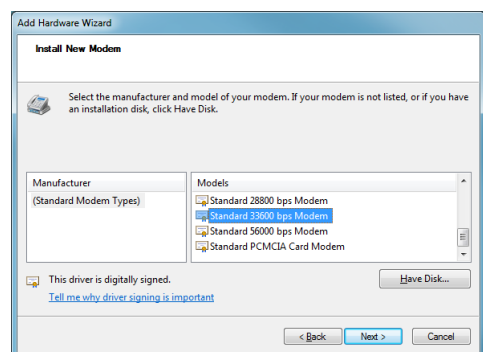 Add Hardware Wizard
Install New Modem
Select the manufacturer and model of your modem. If your modem is not listed, or if you have
an installation disk, click Have Disk.
Manufacturer
(Standard Modem Types)
Models
Standard 28800 bps Modem
Standard 33600 bps Modem
Standard 56000 bps Modem
Standard PCMCIA Card Modem
This driver is digitally signed.
Have Disk...
Tell me why driver signing is important
< Back
Next >
Cancel